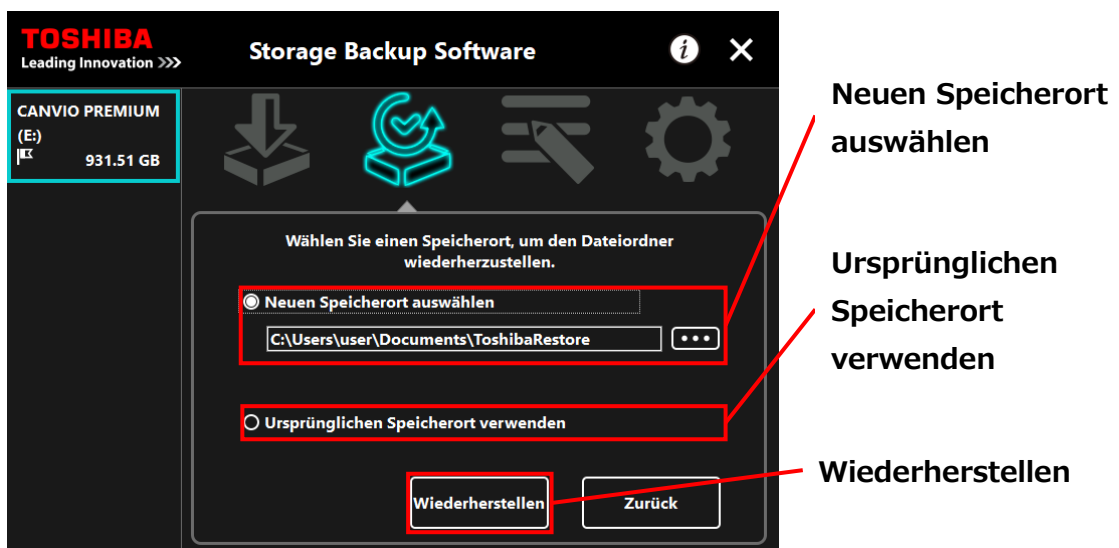 TOSHIBA
Leading Innovation >>>
Storage Backup Software
i
CANVIO PREMIUM
(E:)
931.51 GB
Wählen Sie einen Speicherort, um den Dateiordner
wiederherzustellen.
Neuen Speicherort auswählen
C:\Users\user\Documents\ToshibaRestore
Ursprünglichen Speicherort verwenden
Wiederherstellen
Zurück
Neuen Speicherort
auswählen
Ursprünglichen
Speicherort
verwenden
Wiederherstellen